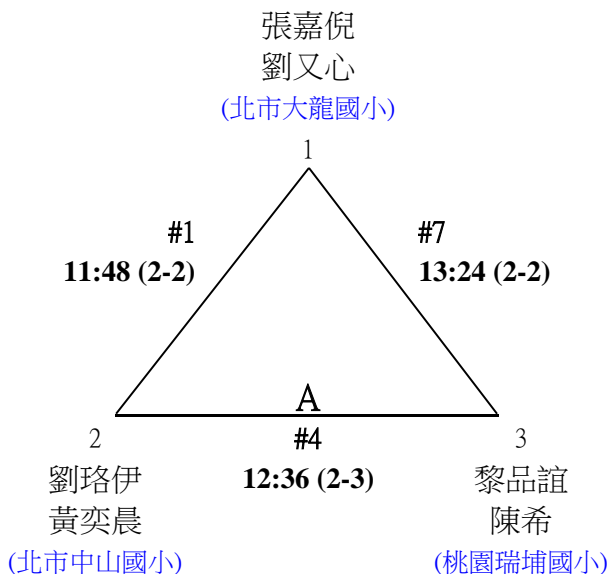 張嘉倪
劉又心
(北市大龍國小)
1
#1
11:48 (2-2)
#7
13:24 (2-2)
A
2
#4
3
劉珞伊
12:36 (2-3)
黎品誼
黃奕晨
陳希
(北市中山國小)
(桃園瑞埔國小)